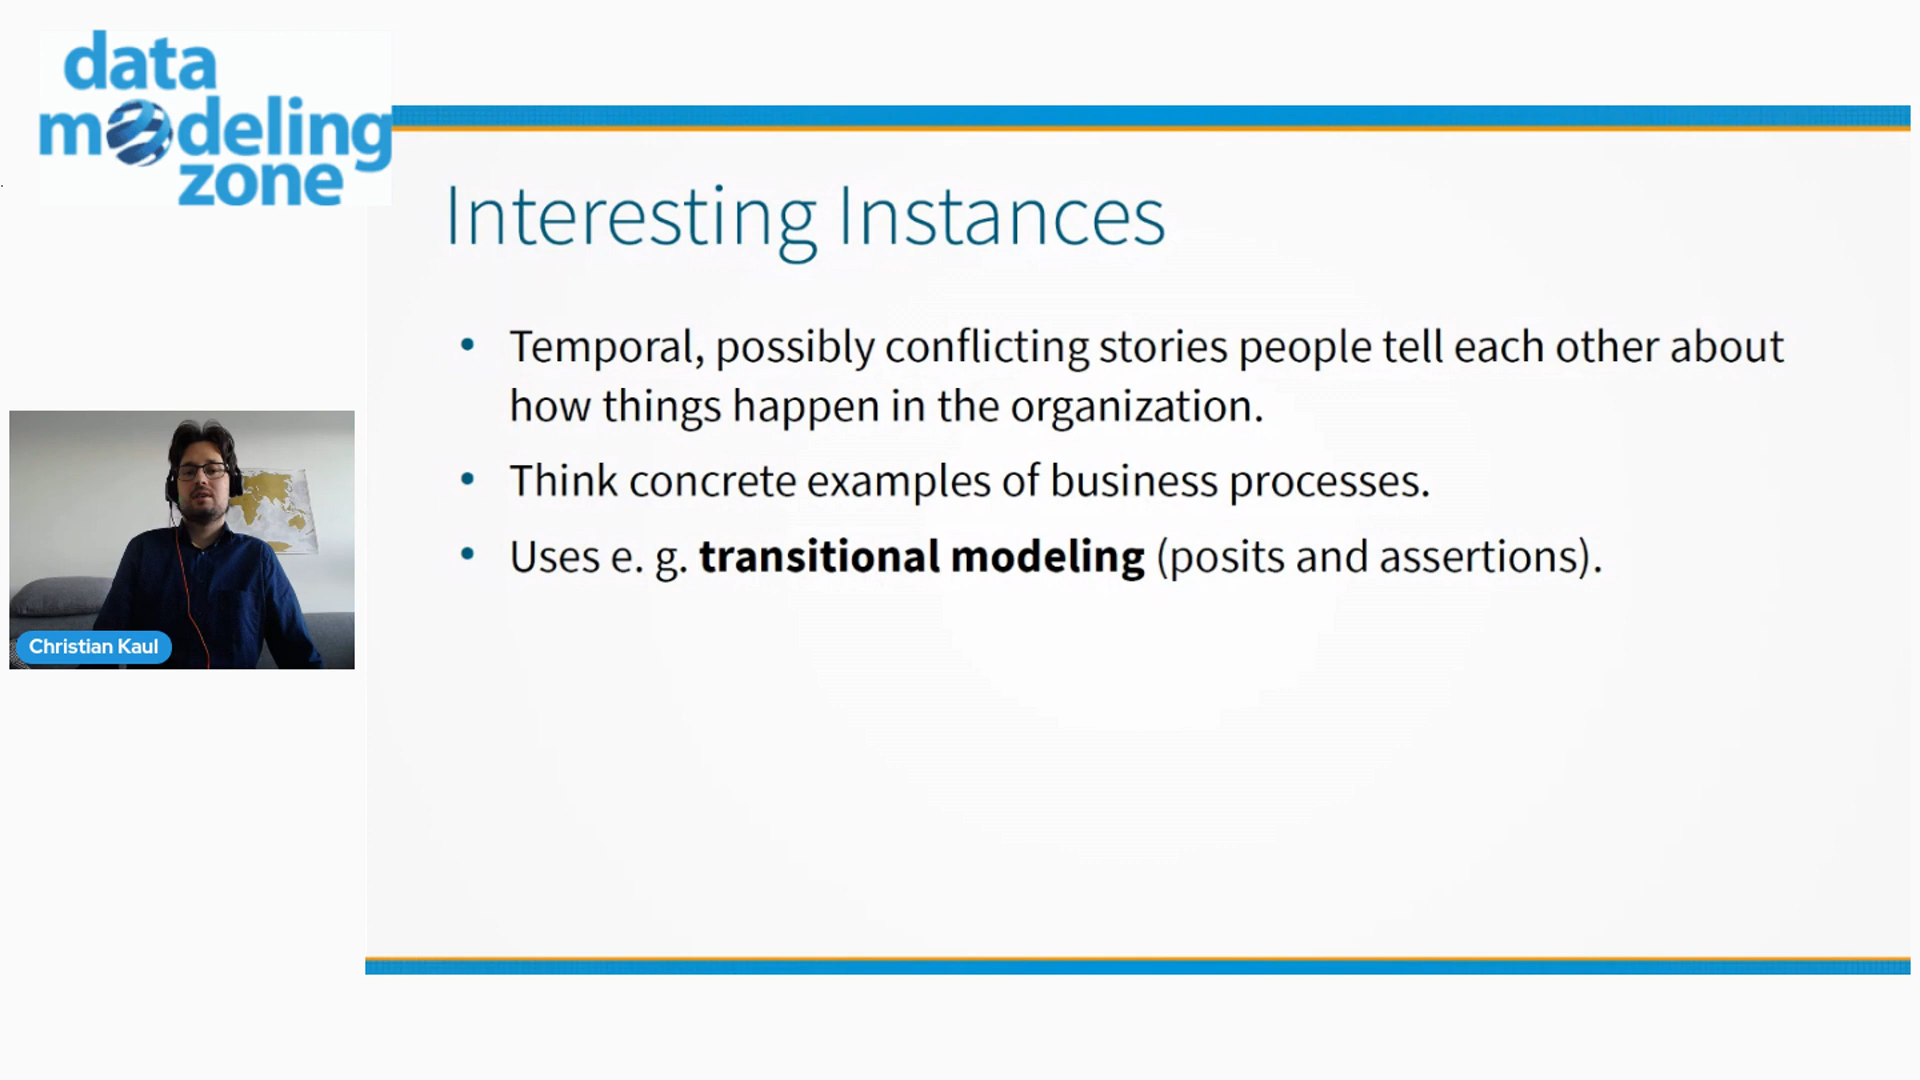 data
modeling
zone
Interesting Instances
• Temporal, possibly conflicting stories people tell each other about
how things happen in the organization.
• Think concrete examples of business processes.
• Uses e. g. transitional modeling (posits and assertions).
Christian Kaul